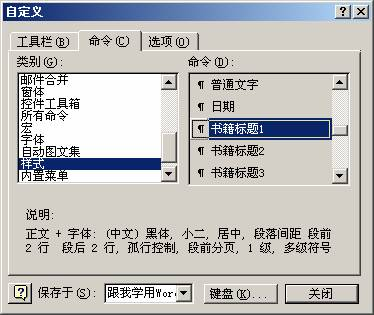 自定义
工具栏(B) 命令(C) 选项(O)
类别(G): 命令(D):
邮件合并
窗体
控件工具箱
所有命令
宏
字体
自动图文集
样式
内置菜单
¶ 普通文字
¶ 日期
¶ 书籍标题1
¶ 书籍标题2
¶ 书籍标题3
说明:
正文 + 字体: (中文) 黑体, 小二, 居中, 段落间距 段前
2 行 段后 2 行, 孤行控制, 段前分页, 1 级, 多级符号
保存于(S): 跟我学用Wor 键盘(K)... 关闭